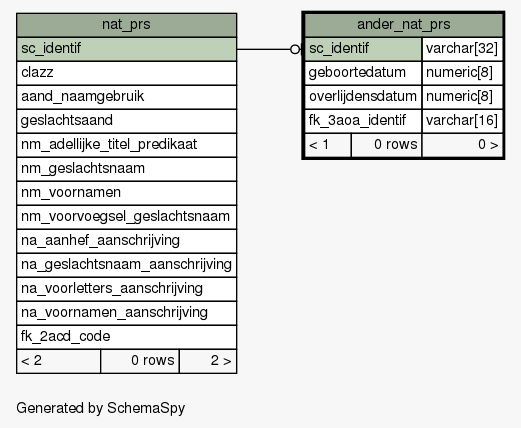 nat_prs
sc_identif
clazz
aand_naamgebruik
geslachtsaand
nm_adellijke_titel_predikaat
nm_geslachtsnaam
nm_voornamen
nm_voorvoegsel_geslachtsnaam
na_aanhef_aanschrijving
na_geslachtsnaam_aanschrijving
na_voorletters_aanschrijving
na_voornamen_aanschrijving
fk_2acd_code
< 2 0 rows 2 >
ander_nat_prs
sc_identif varchar[32]
geboortedatum numeric[8]
overlijdensdatum numeric[8]
fk_3aoa_identif varchar[16]
< 1 0 rows 0 >
Generated by SchemaSpy